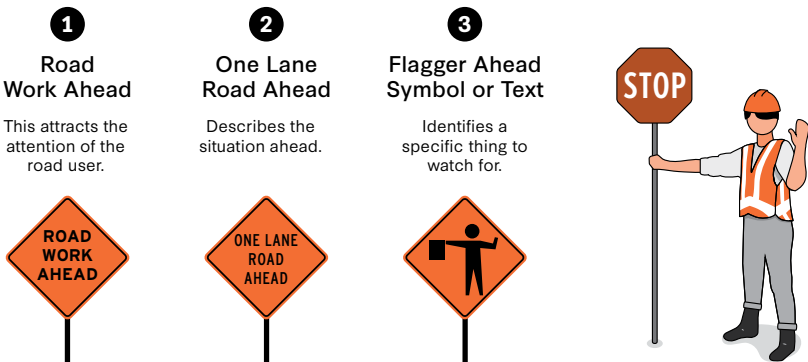 1
Road
Work Ahead
This attracts the
attention of the
road user.
ROAD
WORK
AHEAD
2
One Lane
Road Ahead
Describes the
situation ahead.
ONE LANE
ROAD
AHEAD
3
Flagger Ahead
Symbol or Text
Identifies a
specific thing to
watch for.
STOP